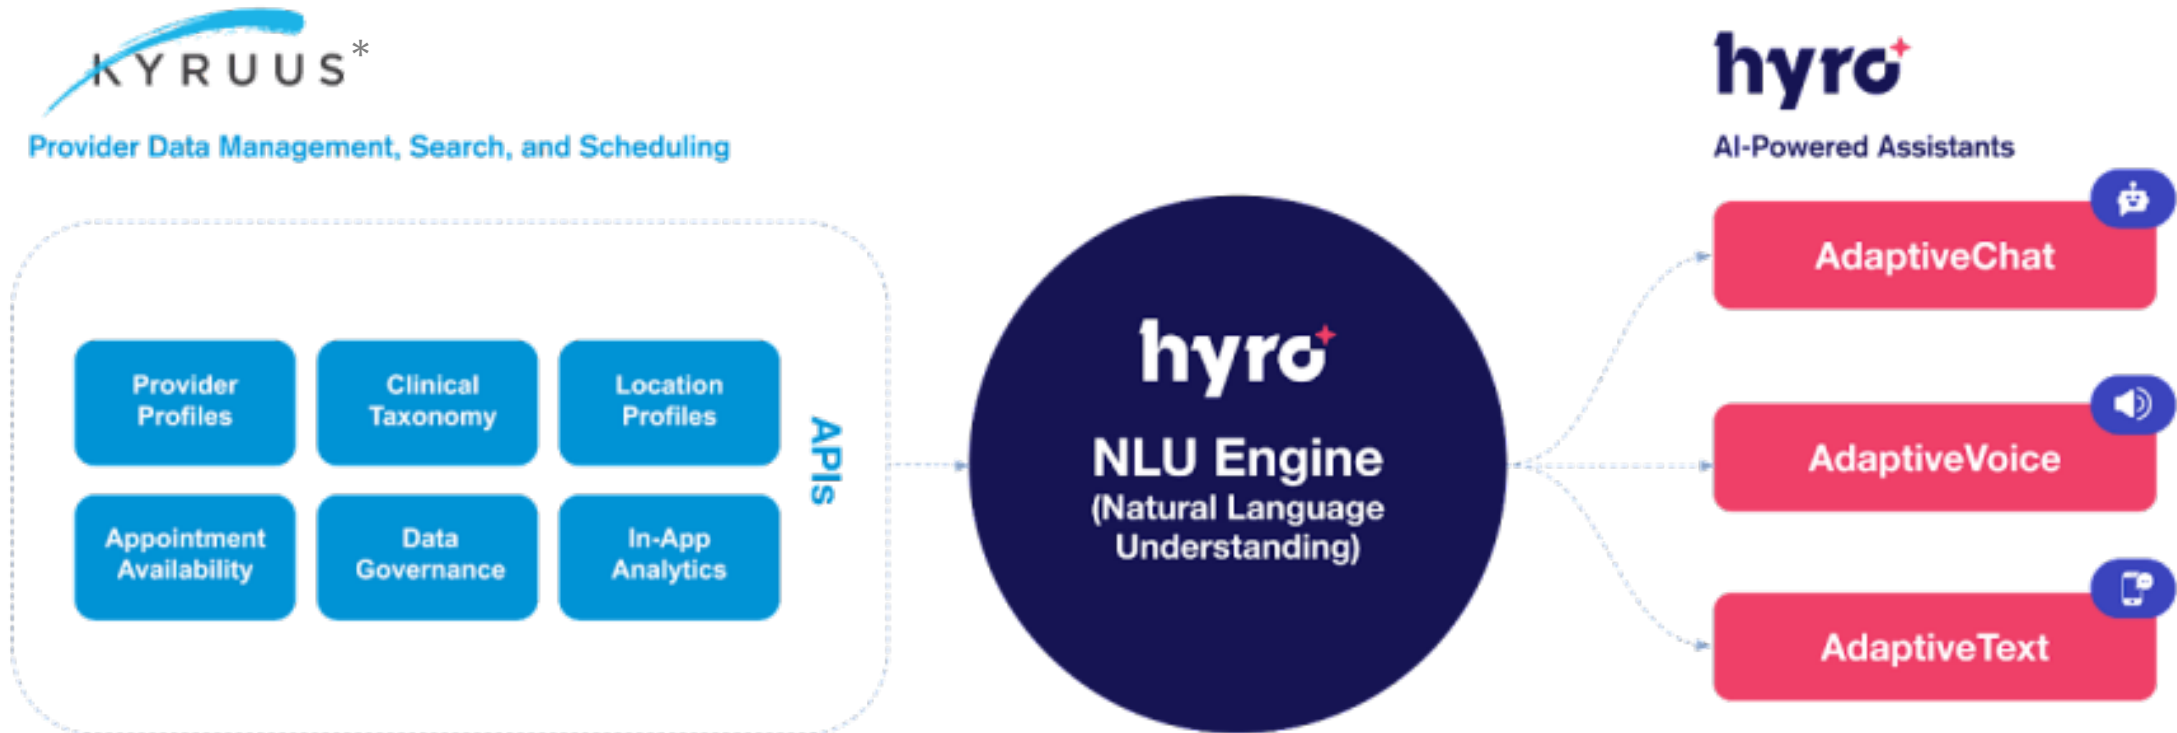 KYRUUS*
Provider Data Management, Search, and Scheduling
Provider
Profiles
Clinical
Taxonomy
Location
Profiles
Appointment
Availability
Data
Governance
In-App
Analytics
APIs
hyro
NLU Engine
(Natural Language
Understanding)
hyro
AI-Powered Assistants
AdaptiveChat
AdaptiveVoice
AdaptiveText